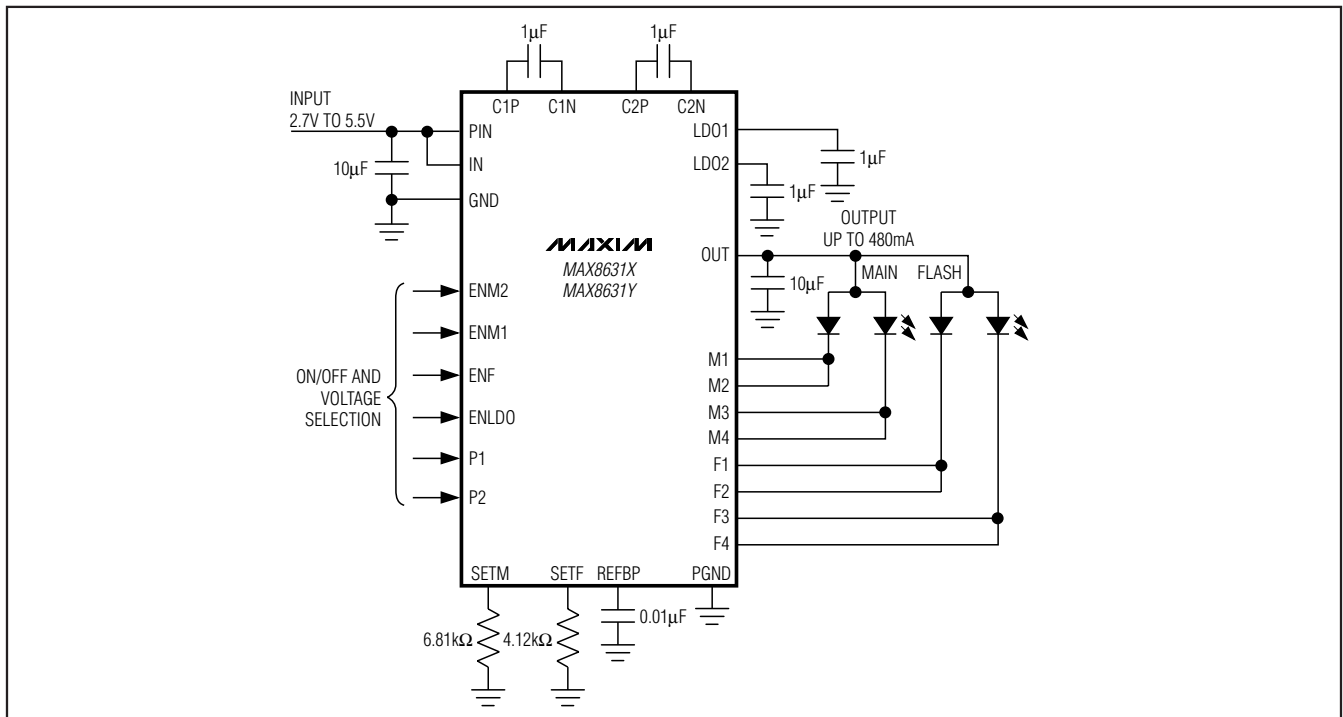 1μF
1μF
INPUT
2.7V TO 5.5V
C1P
C1N
C2P
C2N
PIN
LDO1
10μF
IN
LDO2
1μF
GND
1μF
OUTPUT
UP TO 480mA
MAXIM
MAX8631X
MAX8631Y
OUT
MAIN
FLASH
10μF
ENM2
ENM1
ON/OFF AND
VOLTAGE
SELECTION
ENF
ENLDO
P1
P2
M1
M2
M3
M4
F1
F2
F3
F4
SETM
SETF
REFBP
PGND
6.81kΩ
4.12kΩ
0.01μF